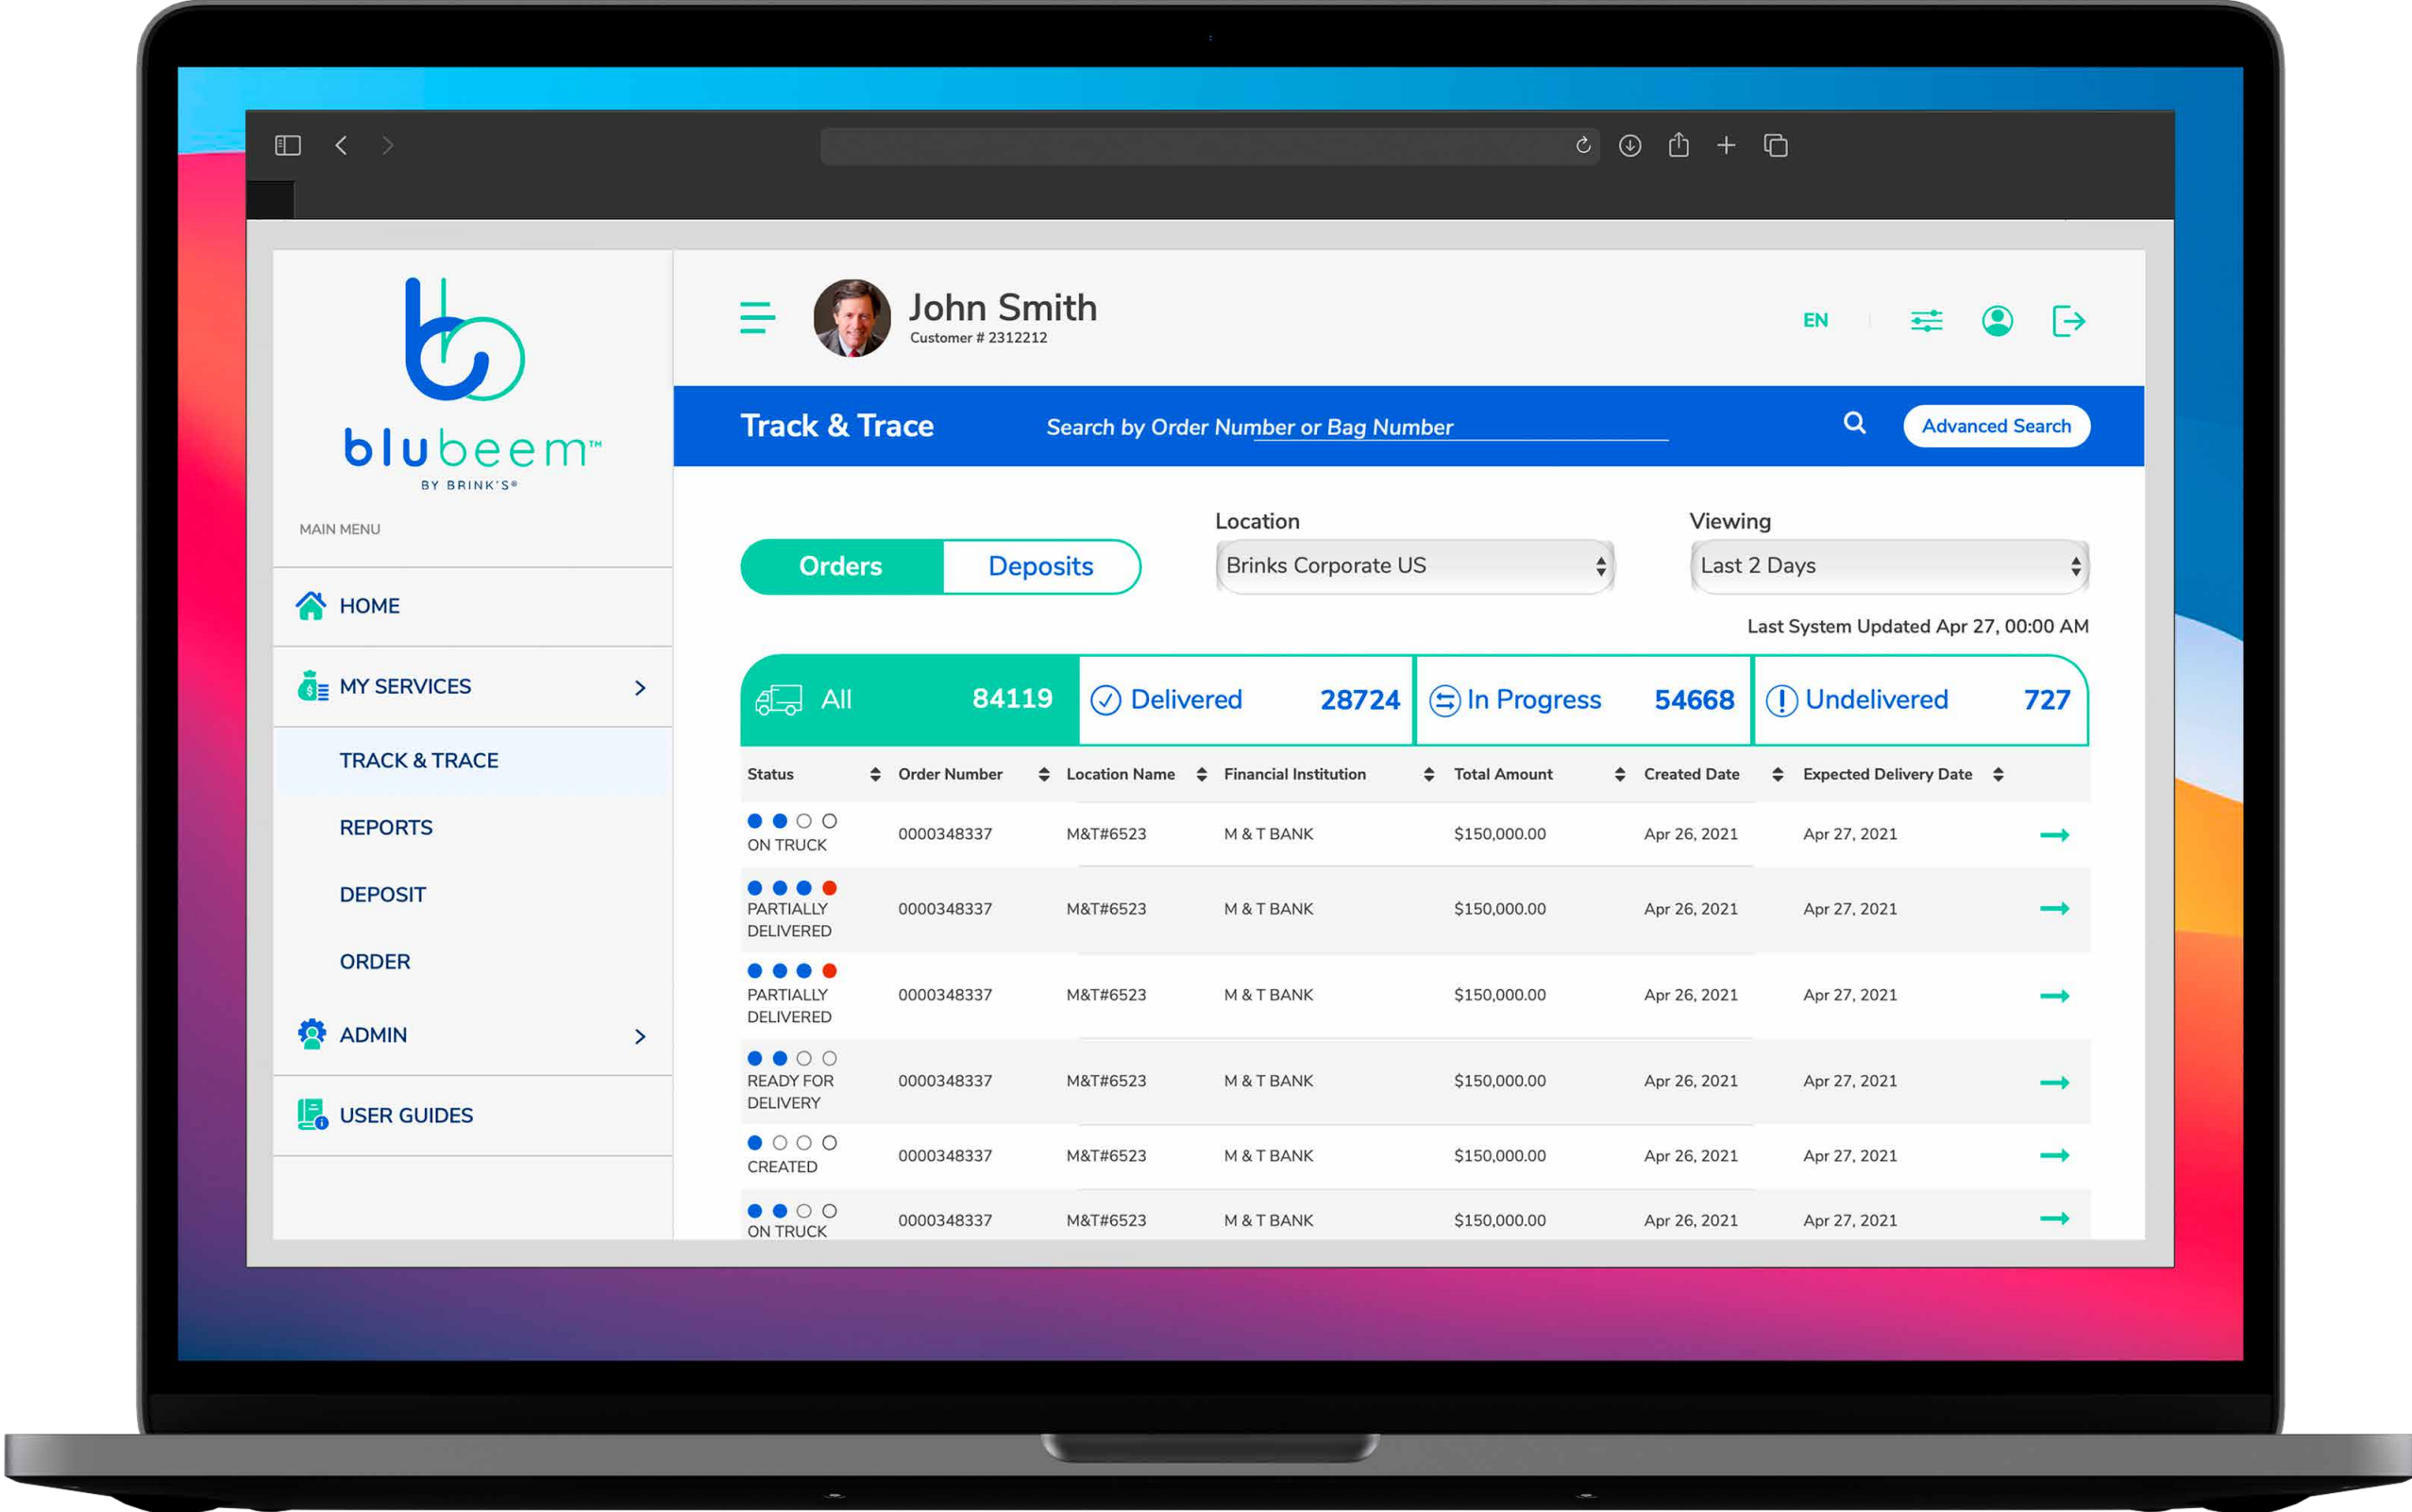 blubeem™
BY BRINK'S®
MAIN MENU
HOME
MY SERVICES
TRACK & TRACE
REPORTS
DEPOSIT
ORDER
ADMIN
USER GUIDES
John Smith
Customer # 2312212
EN
Track & Trace Search by Order Number or Bag Number Advanced Search
Location Viewing
Orders Deposits Brinks Corporate US Last 2 Days
Last System Updated Apr 27, 00:00 AM
All 84119 Delivered 28724 In Progress 54668 Undelivered 727
Status Order Number Location Name Financial Institution Total Amount Created Date Expected Delivery Date
ON TRUCK 0000348337 M&T#6523 M & T BANK $150,000.00 Apr 26, 2021 Apr 27, 2021
PARTIALLY DELIVERED 0000348337 M&T#6523 M & T BANK $150,000.00 Apr 26, 2021 Apr 27, 2021
PARTIALLY DELIVERED 0000348337 M&T#6523 M & T BANK $150,000.00 Apr 26, 2021 Apr 27, 2021
READY FOR DELIVERY 0000348337 M&T#6523 M & T BANK $150,000.00 Apr 26, 2021 Apr 27, 2021
CREATED 0000348337 M&T#6523 M & T BANK $150,000.00 Apr 26, 2021 Apr 27, 2021
ON TRUCK 0000348337 M&T#6523 M & T BANK $150,000.00 Apr 26, 2021 Apr 27, 2021